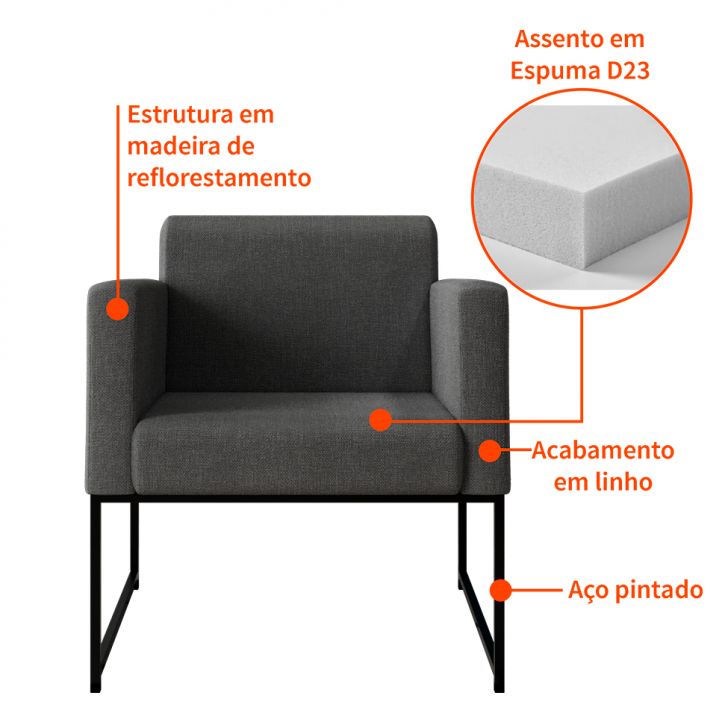 Assento em
Espuma D23
Estrutura em
madeira de
reflorestamento
Acabamento
em linho
Aço pintado